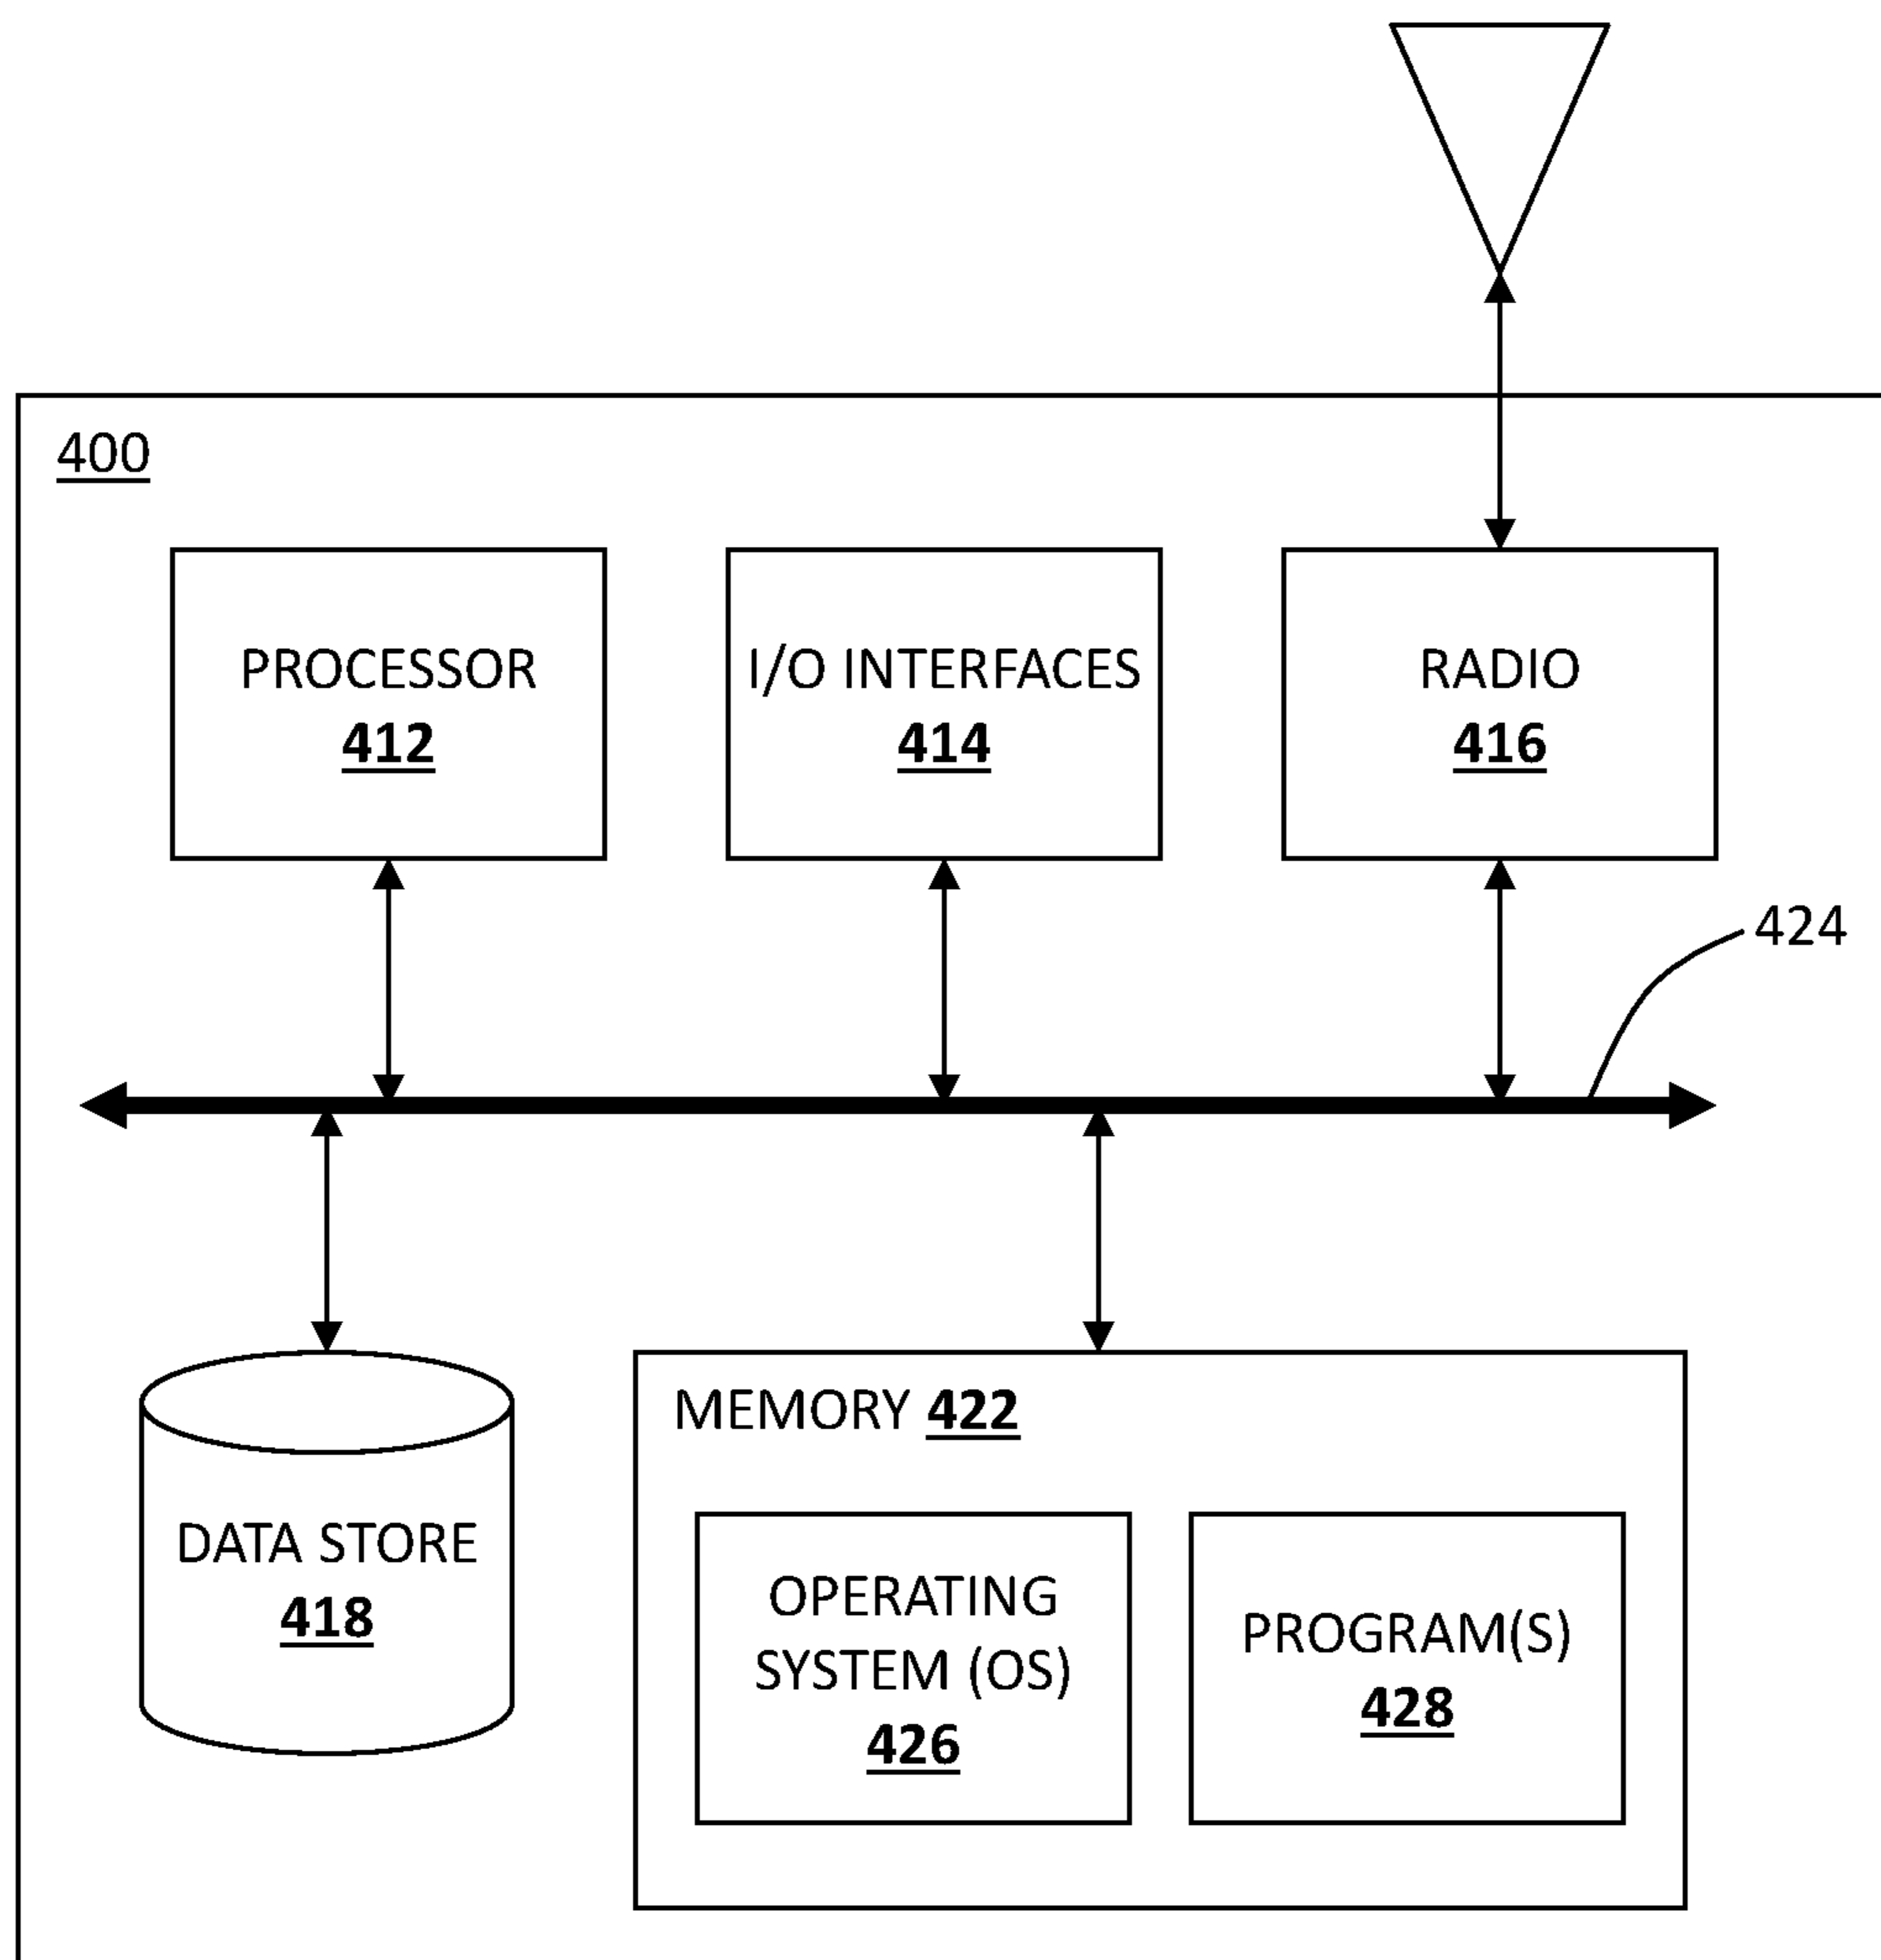 400
PROCESSOR
412
I/O INTERFACES
414
RADIO
416
424
DATA STORE
418
MEMORY 422
OPERATING
SYSTEM (OS)
426
PROGRAM(S)
428